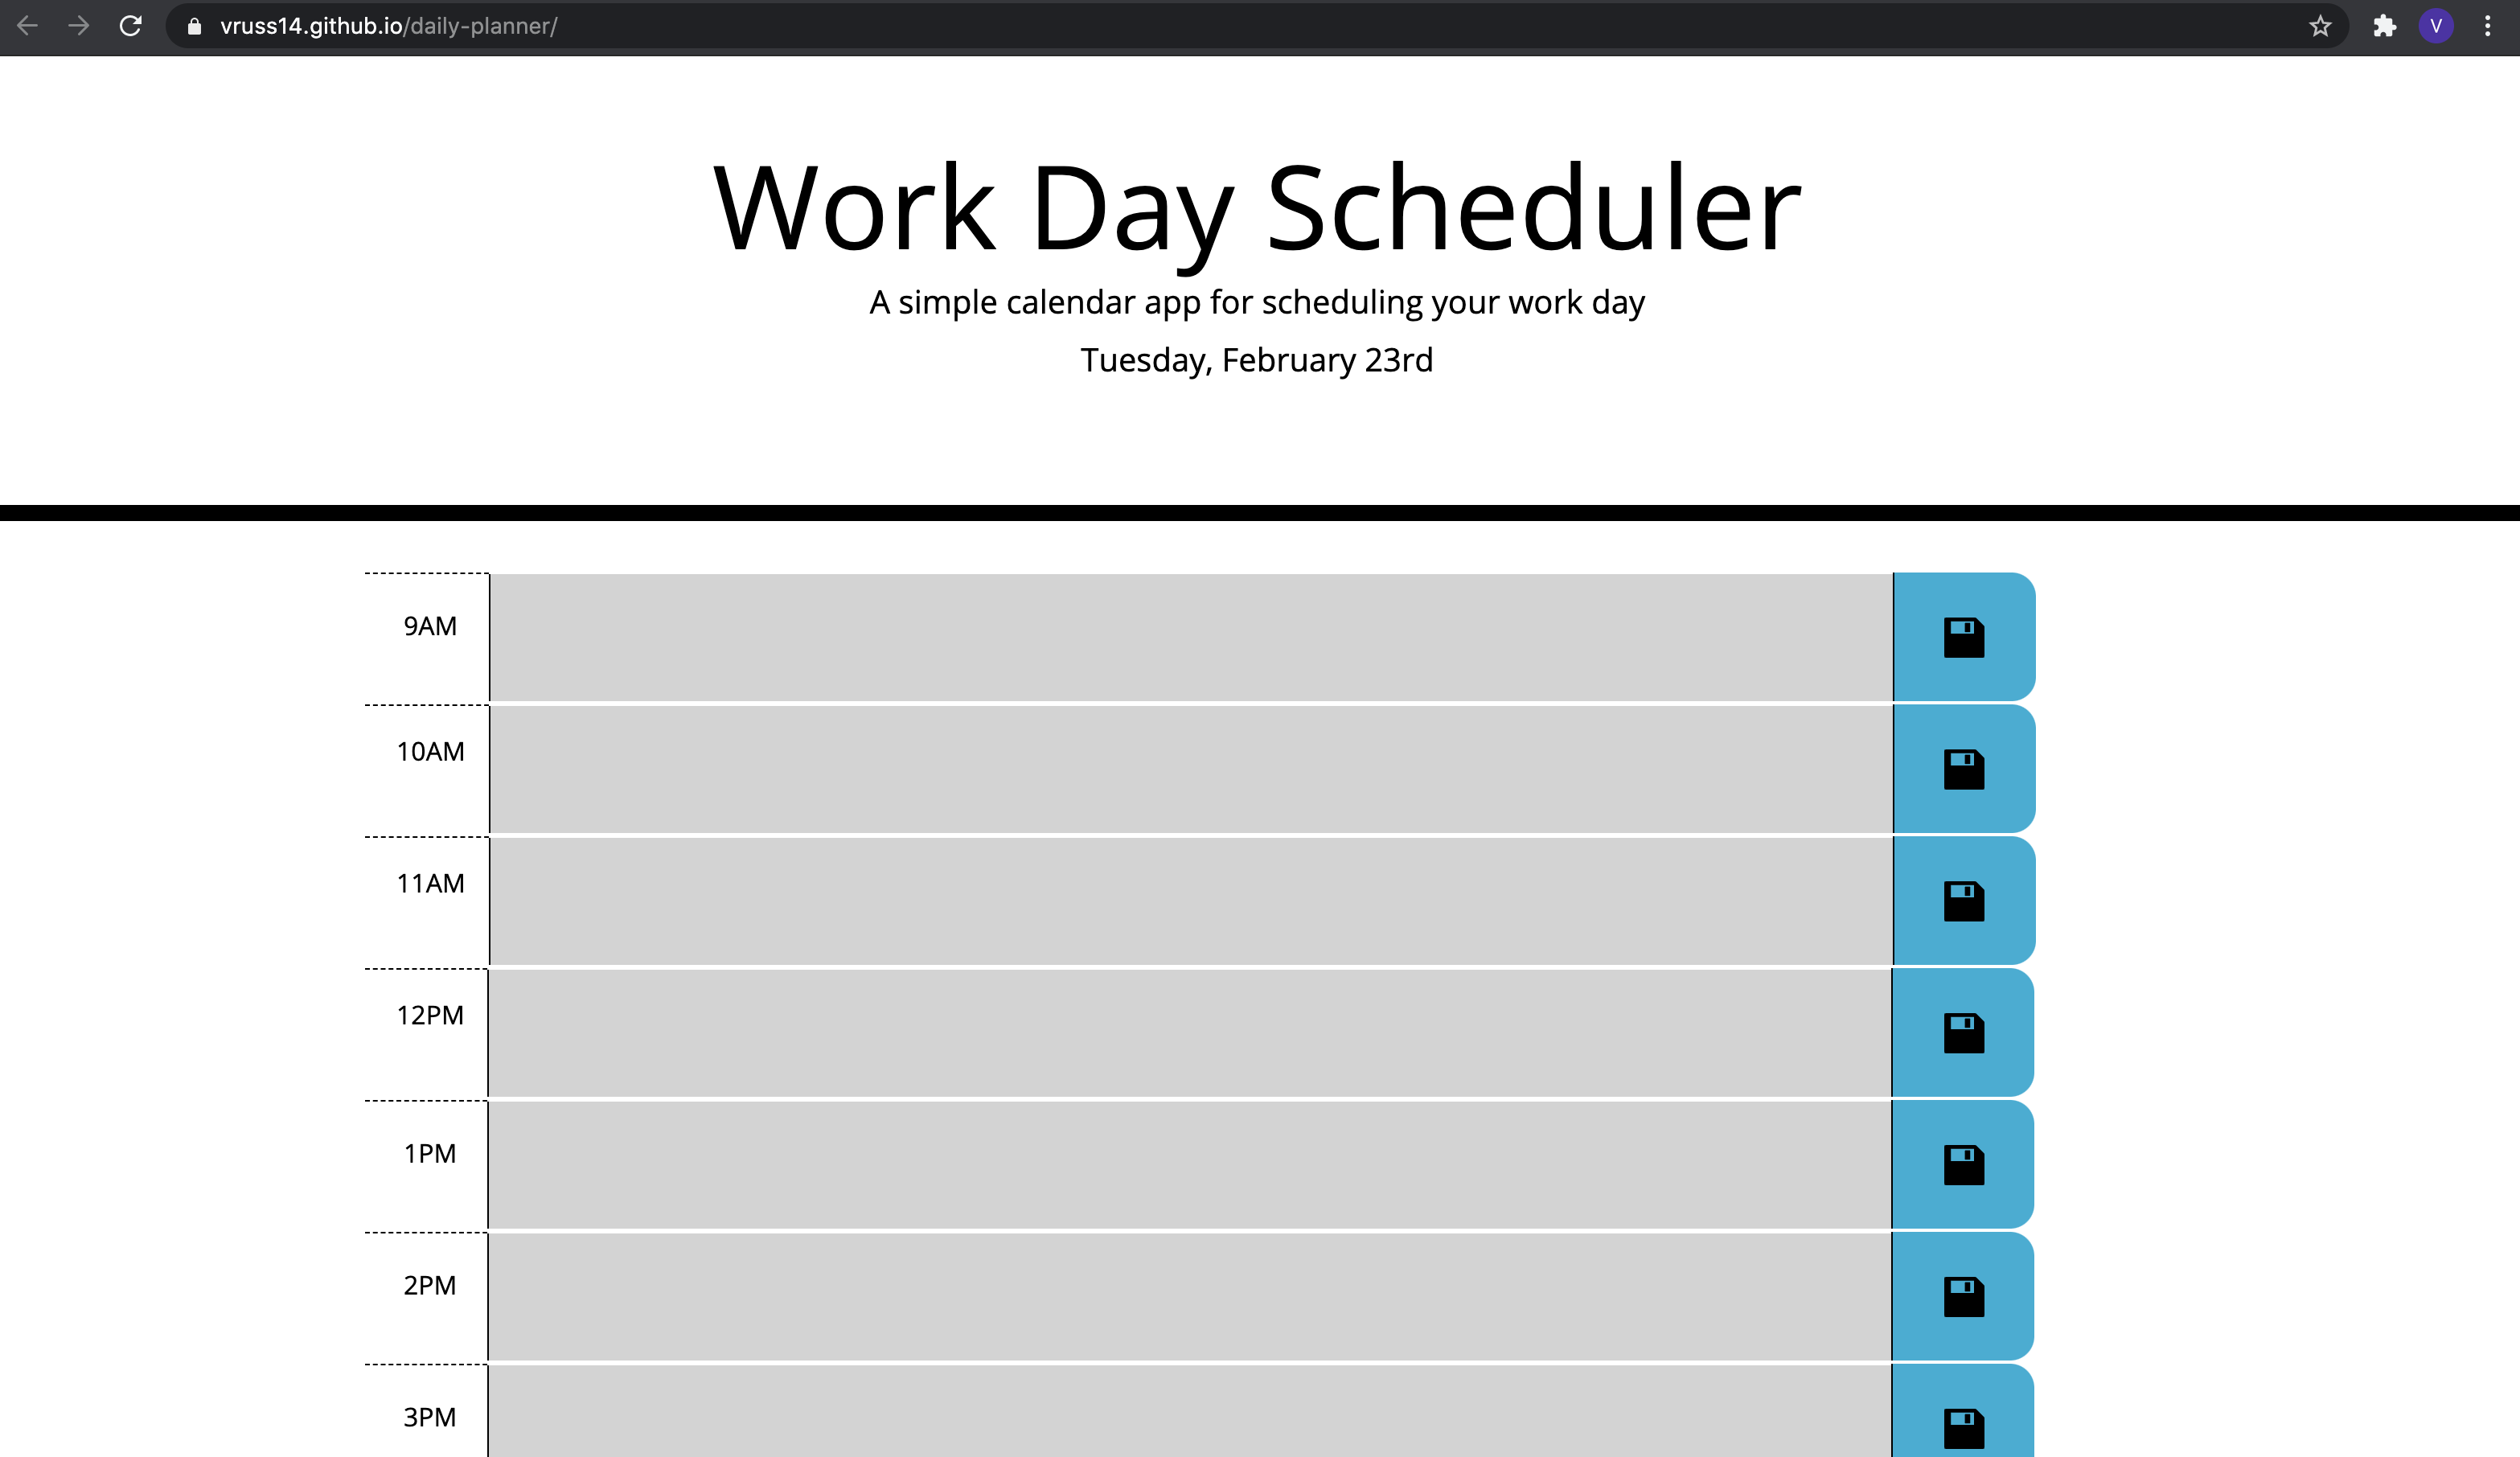 vruss14.github.io/daily-planner/
V
Work Day Scheduler
A simple calendar app for scheduling your work day
Tuesday, February 23rd
9AM
10AM
11AM
12PM
1PM
2PM
3PM